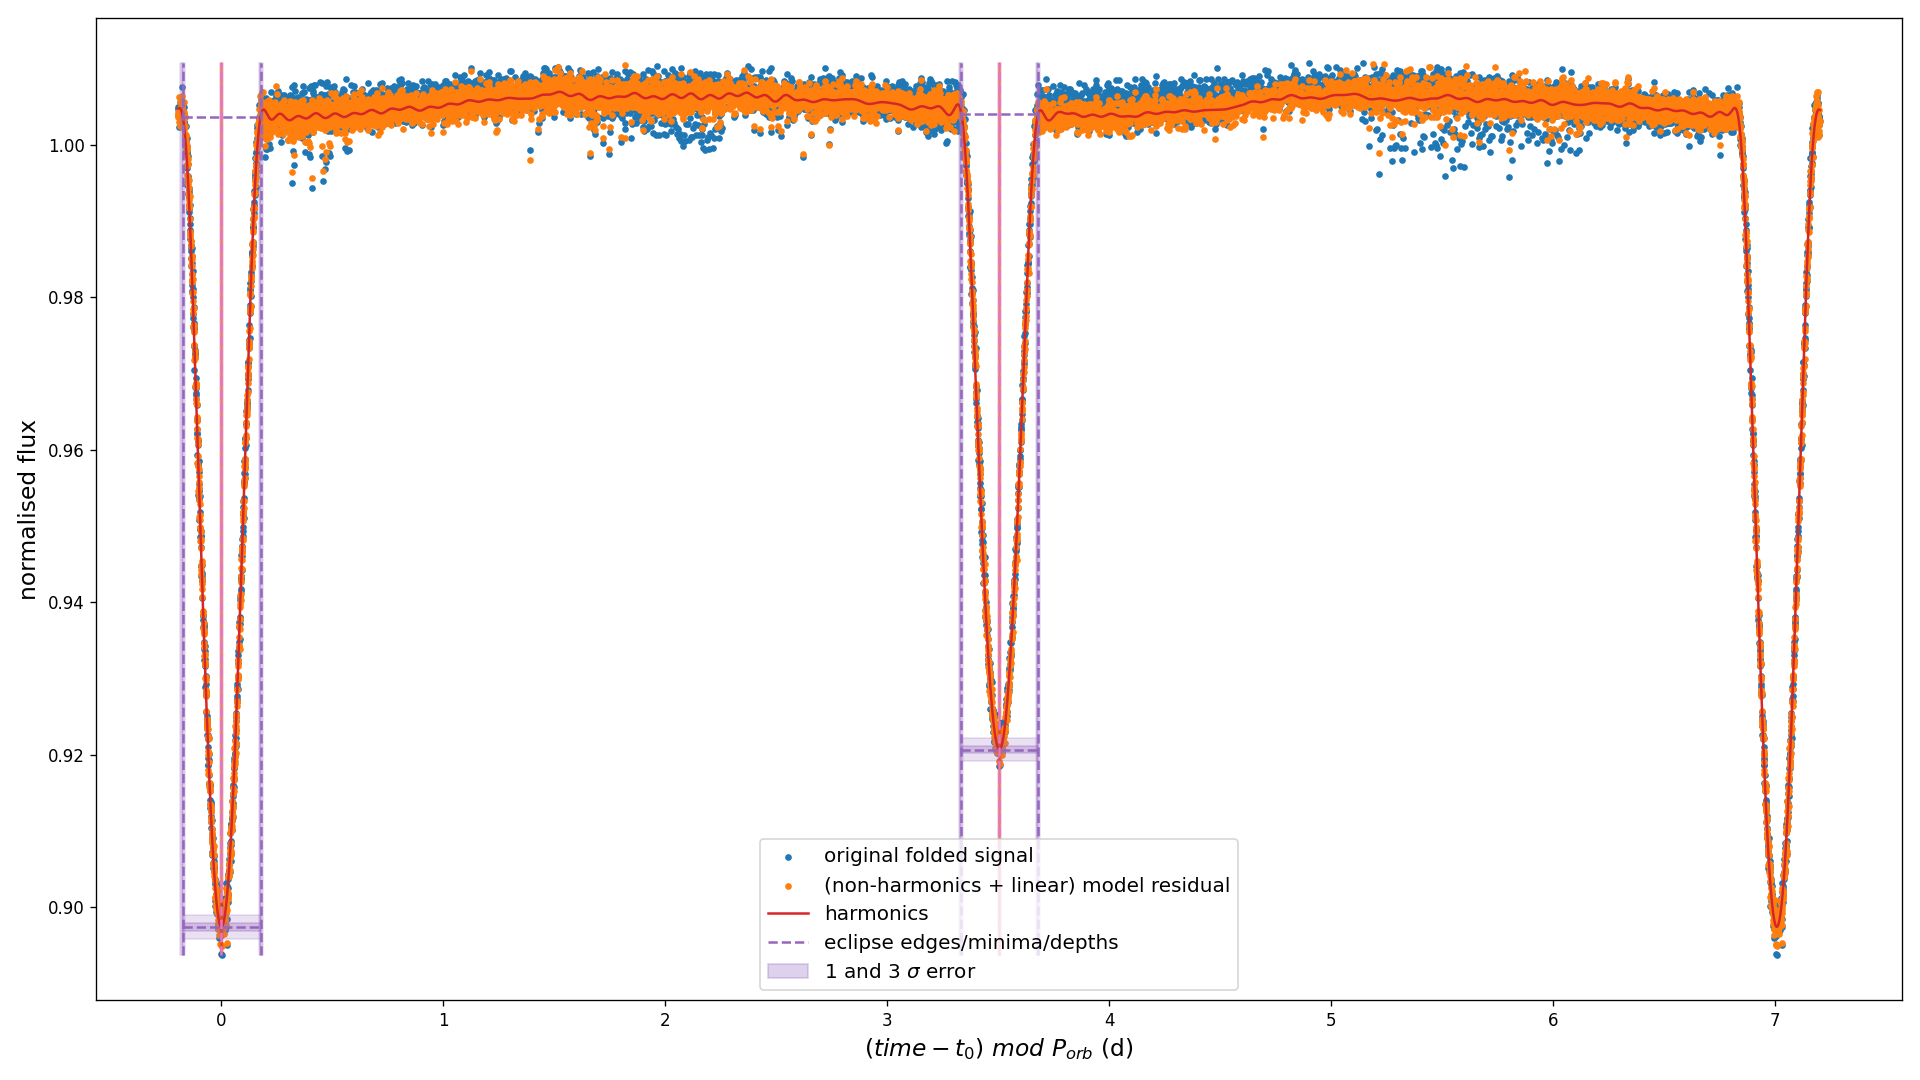 normalised flux
1.00
0.98
0.96
0.94
0.92
0.90
original folded signal
(non-harmonics + linear) model residual
harmonics
eclipse edges/minima/depths
1 and 3 σ error
0 1 2 3 4 5 6 7
(time − t₀) mod P_orb (d)